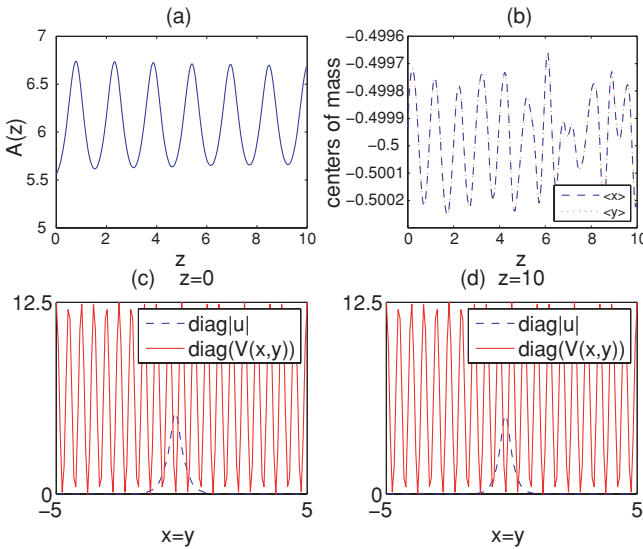 (a)
7
6.5
6
5.5
5
A(z)
0 2 4 6 8 10
z
(b)
−0.4996
−0.4997
−0.4998
−0.4999
−0.5
−0.5001
−0.5002
centers of mass
<x>
<y>
0 2 4 6 8 10
z
(c) z=0
12.5
0
diag|u|
diag(V(x,y))
−5 5
x=y
(d) z=10
12.5
0
diag|u|
diag(V(x,y))
−5 5
x=y